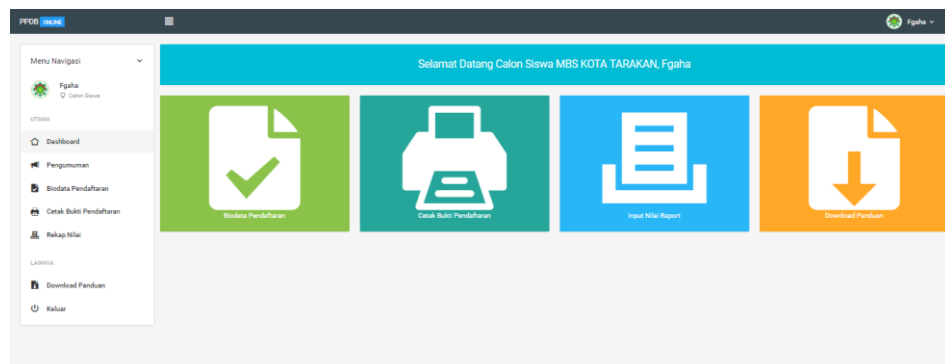 PPDB ONLINE
Fgaha
Menu Navigasi
Fgaha
Calon Siswa
UTAMA
Dashboard
Pengumuman
Biodata Pendaftaran
Cetak Bukti Pendaftaran
Rekap Nilai
LAINNYA
Download Panduan
Keluar
Selamat Datang Calon Siswa MBS KOTA TARAKAN, Fgaha
Biodata Pendaftaran
Cetak Bukti Pendaftaran
Input Nilai Report
Download Panduan